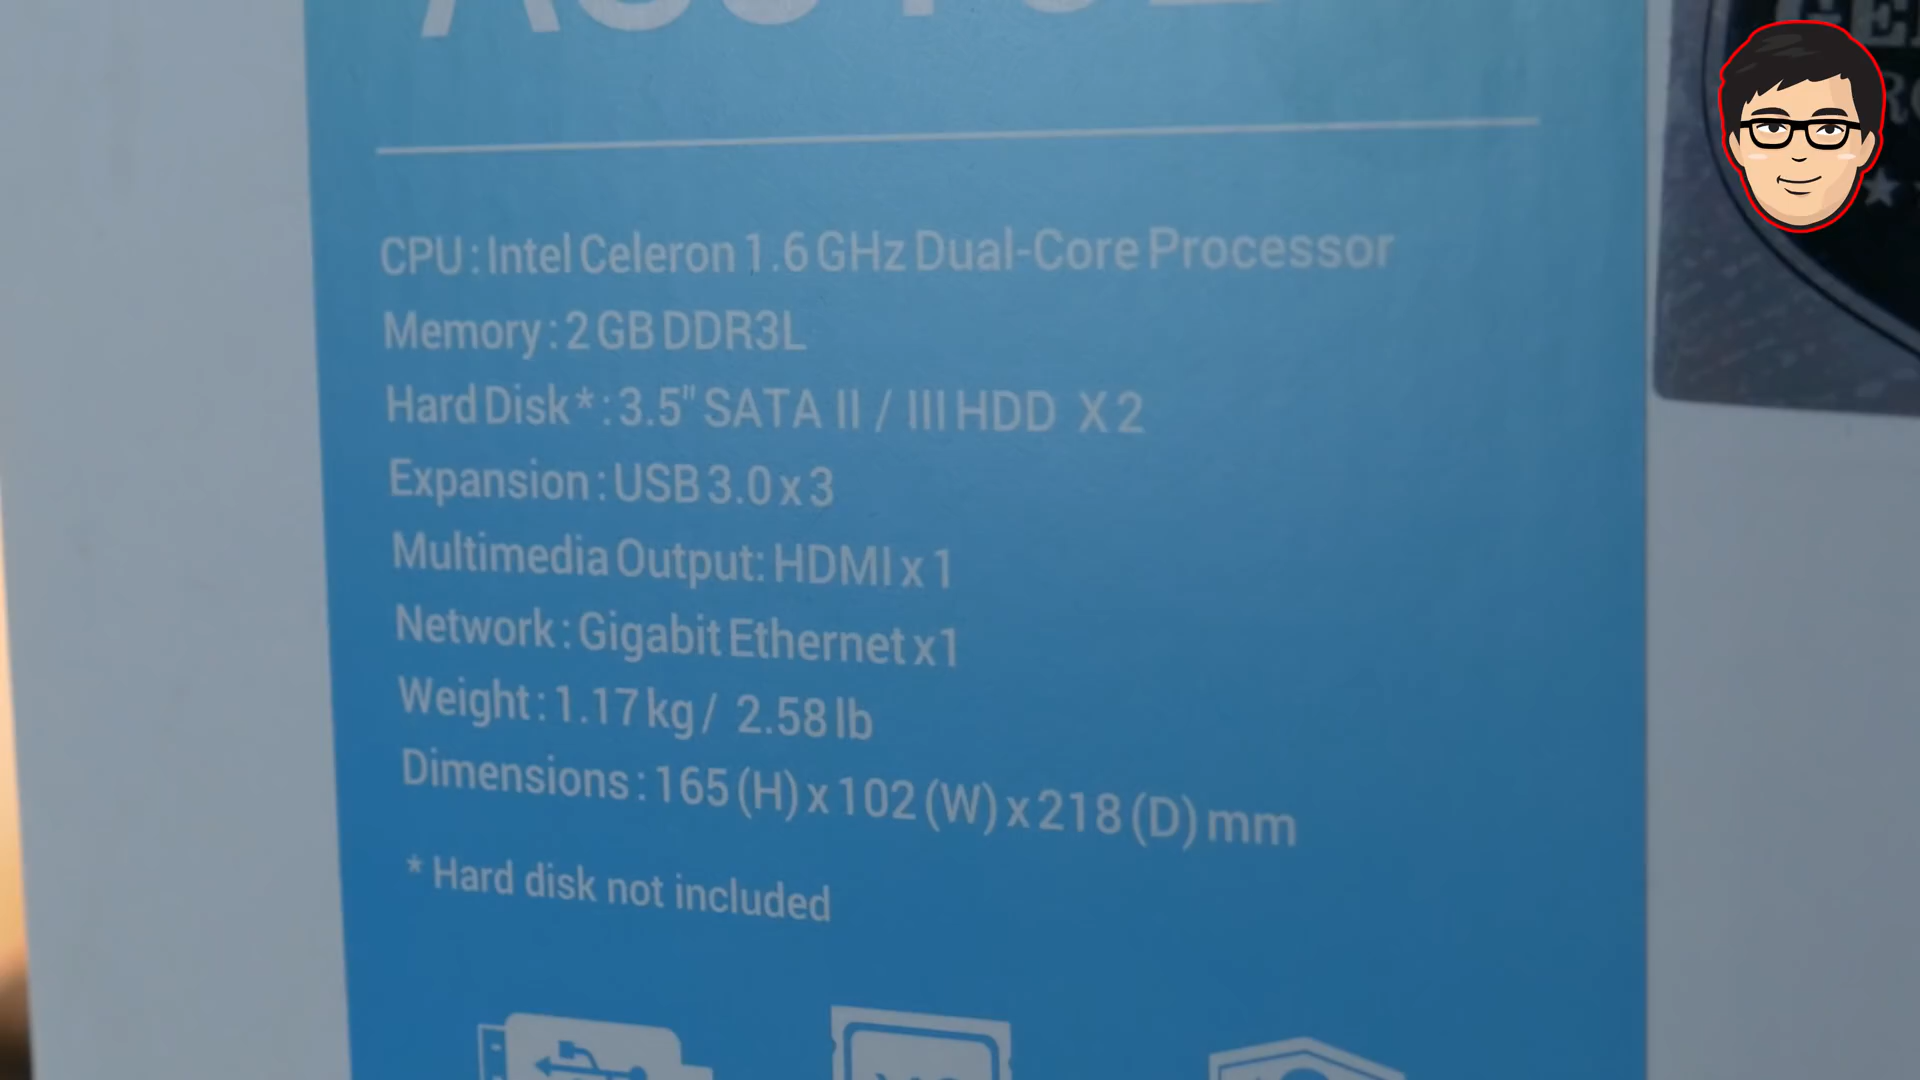 CPU : Intel Celeron 1.6 GHz Dual-Core Processor
Memory : 2 GB DDR3L
Hard Disk* : 3.5" SATA II / III HDD X 2
Expansion : USB 3.0 x 3
Multimedia Output: HDMI x 1
Network : Gigabit Ethernet x1
Weight : 1.17 kg / 2.58 lb
Dimensions : 165 (H) x 102 (W) x 218 (D) mm
* Hard disk not included